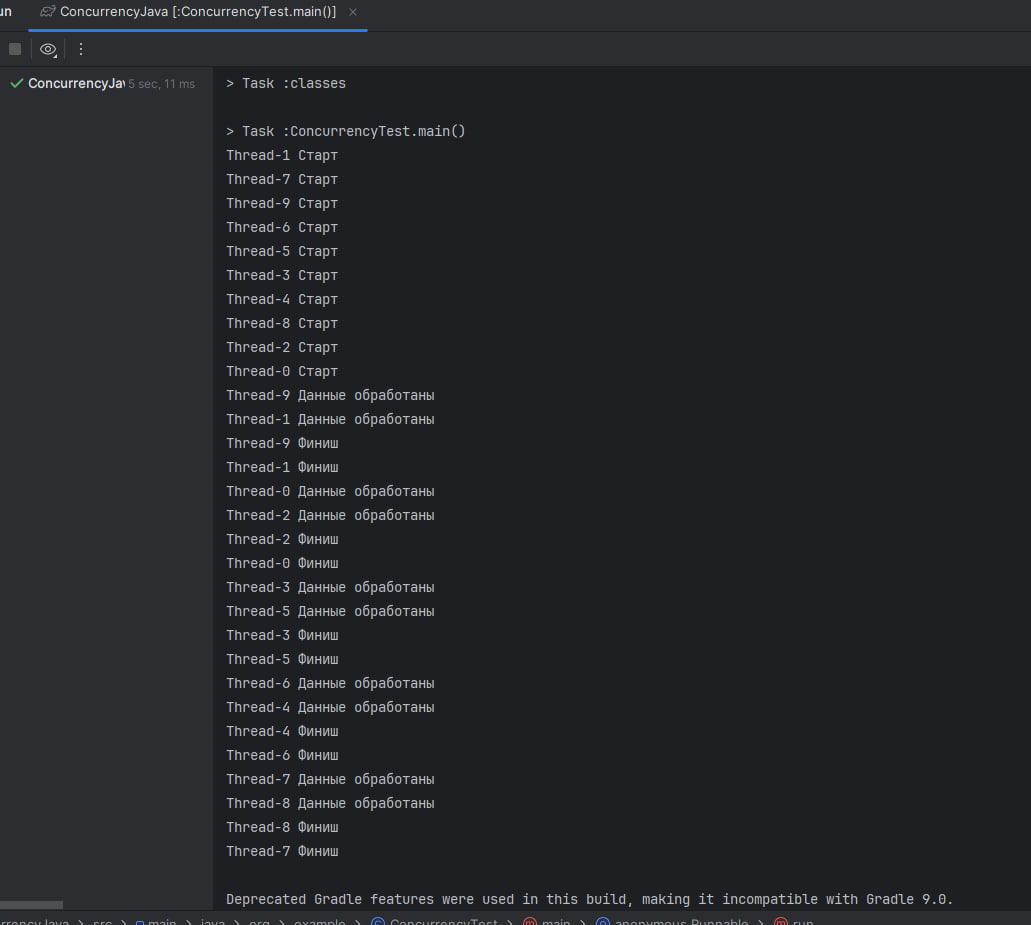 un ConcurrencyJava [:ConcurrencyTest.main()]
ConcurrencyJav 5 sec, 11 ms
> Task :classes
> Task :ConcurrencyTest.main()
Thread-1 Старт
Thread-7 Старт
Thread-9 Старт
Thread-6 Старт
Thread-5 Старт
Thread-3 Старт
Thread-4 Старт
Thread-8 Старт
Thread-2 Старт
Thread-0 Старт
Thread-9 Данные обработаны
Thread-1 Данные обработаны
Thread-9 Финиш
Thread-1 Финиш
Thread-0 Данные обработаны
Thread-2 Данные обработаны
Thread-2 Финиш
Thread-0 Финиш
Thread-3 Данные обработаны
Thread-5 Данные обработаны
Thread-3 Финиш
Thread-5 Финиш
Thread-6 Данные обработаны
Thread-4 Данные обработаны
Thread-4 Финиш
Thread-6 Финиш
Thread-7 Данные обработаны
Thread-8 Данные обработаны
Thread-8 Финиш
Thread-7 Финиш
Deprecated Gradle features were used in this build, making it incompatible with Gradle 9.0.
rrencyJava > src > main > java > org > example > ConcurrencyTest > main > anonymous Runnable > run